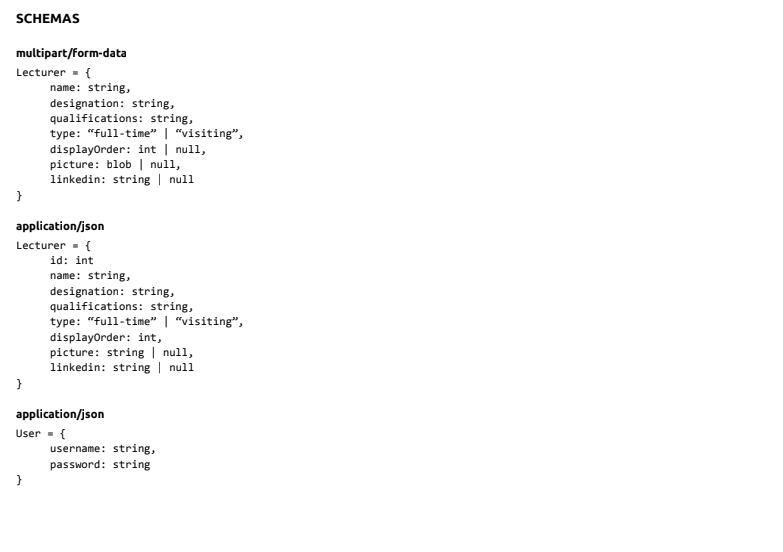 SCHEMAS
multipart/form-data
Lecturer = {
name: string,
designation: string,
qualifications: string,
type: “full-time” | “visiting”,
displayOrder: int | null,
picture: blob | null,
linkedin: string | null
}
application/json
Lecturer = {
id: int
name: string,
designation: string,
qualifications: string,
type: “full-time” | “visiting”,
displayOrder: int,
picture: string | null,
linkedin: string | null
}
application/json
User = {
username: string,
password: string
}